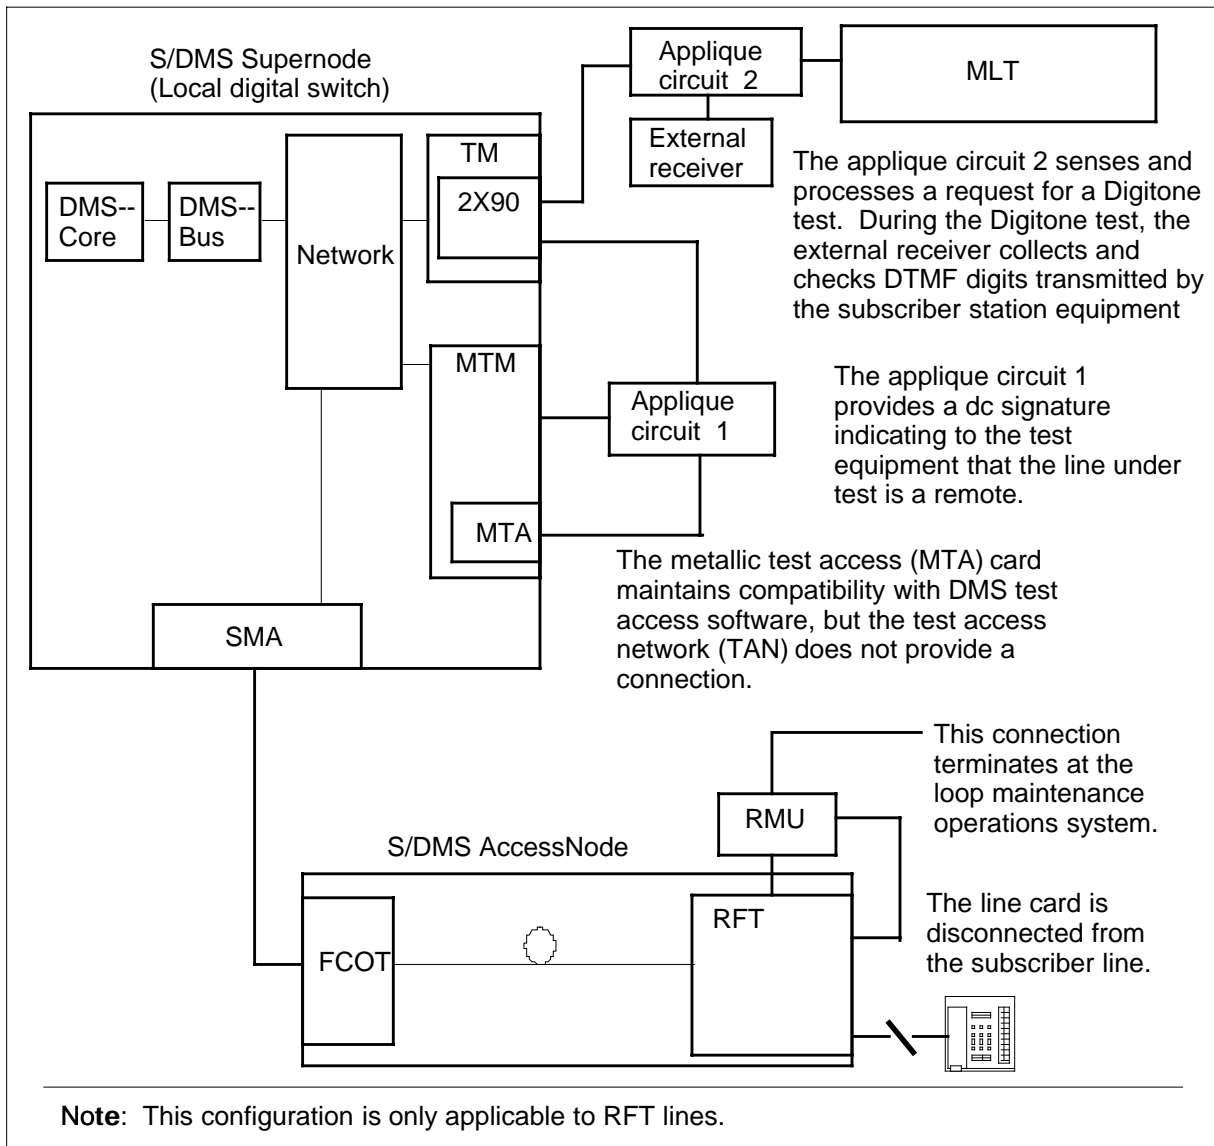 S/DMS Supernode
(Local digital switch)
Applique
circuit 2
MLT
External
receiver
TM
2X90
DMS--
Core
DMS--
Bus
Network
The applique circuit 2 senses and
processes a request for a Digitone
test. During the Digitone test, the
external receiver collects and
checks DTMF digits transmitted by
the subscriber station equipment
MTM
Applique
circuit 1
The applique circuit 1
provides a dc signature
indicating to the test
equipment that the line under
test is a remote.
MTA
The metallic test access (MTA) card
maintains compatibility with DMS test
access software, but the test access
network (TAN) does not provide a
connection.
SMA
This connection
terminates at the
loop maintenance
operations system.
RMU
S/DMS AccessNode
RFT
FCOT
The line card is
disconnected from
the subscriber line.
Note: This configuration is only applicable to RFT lines.